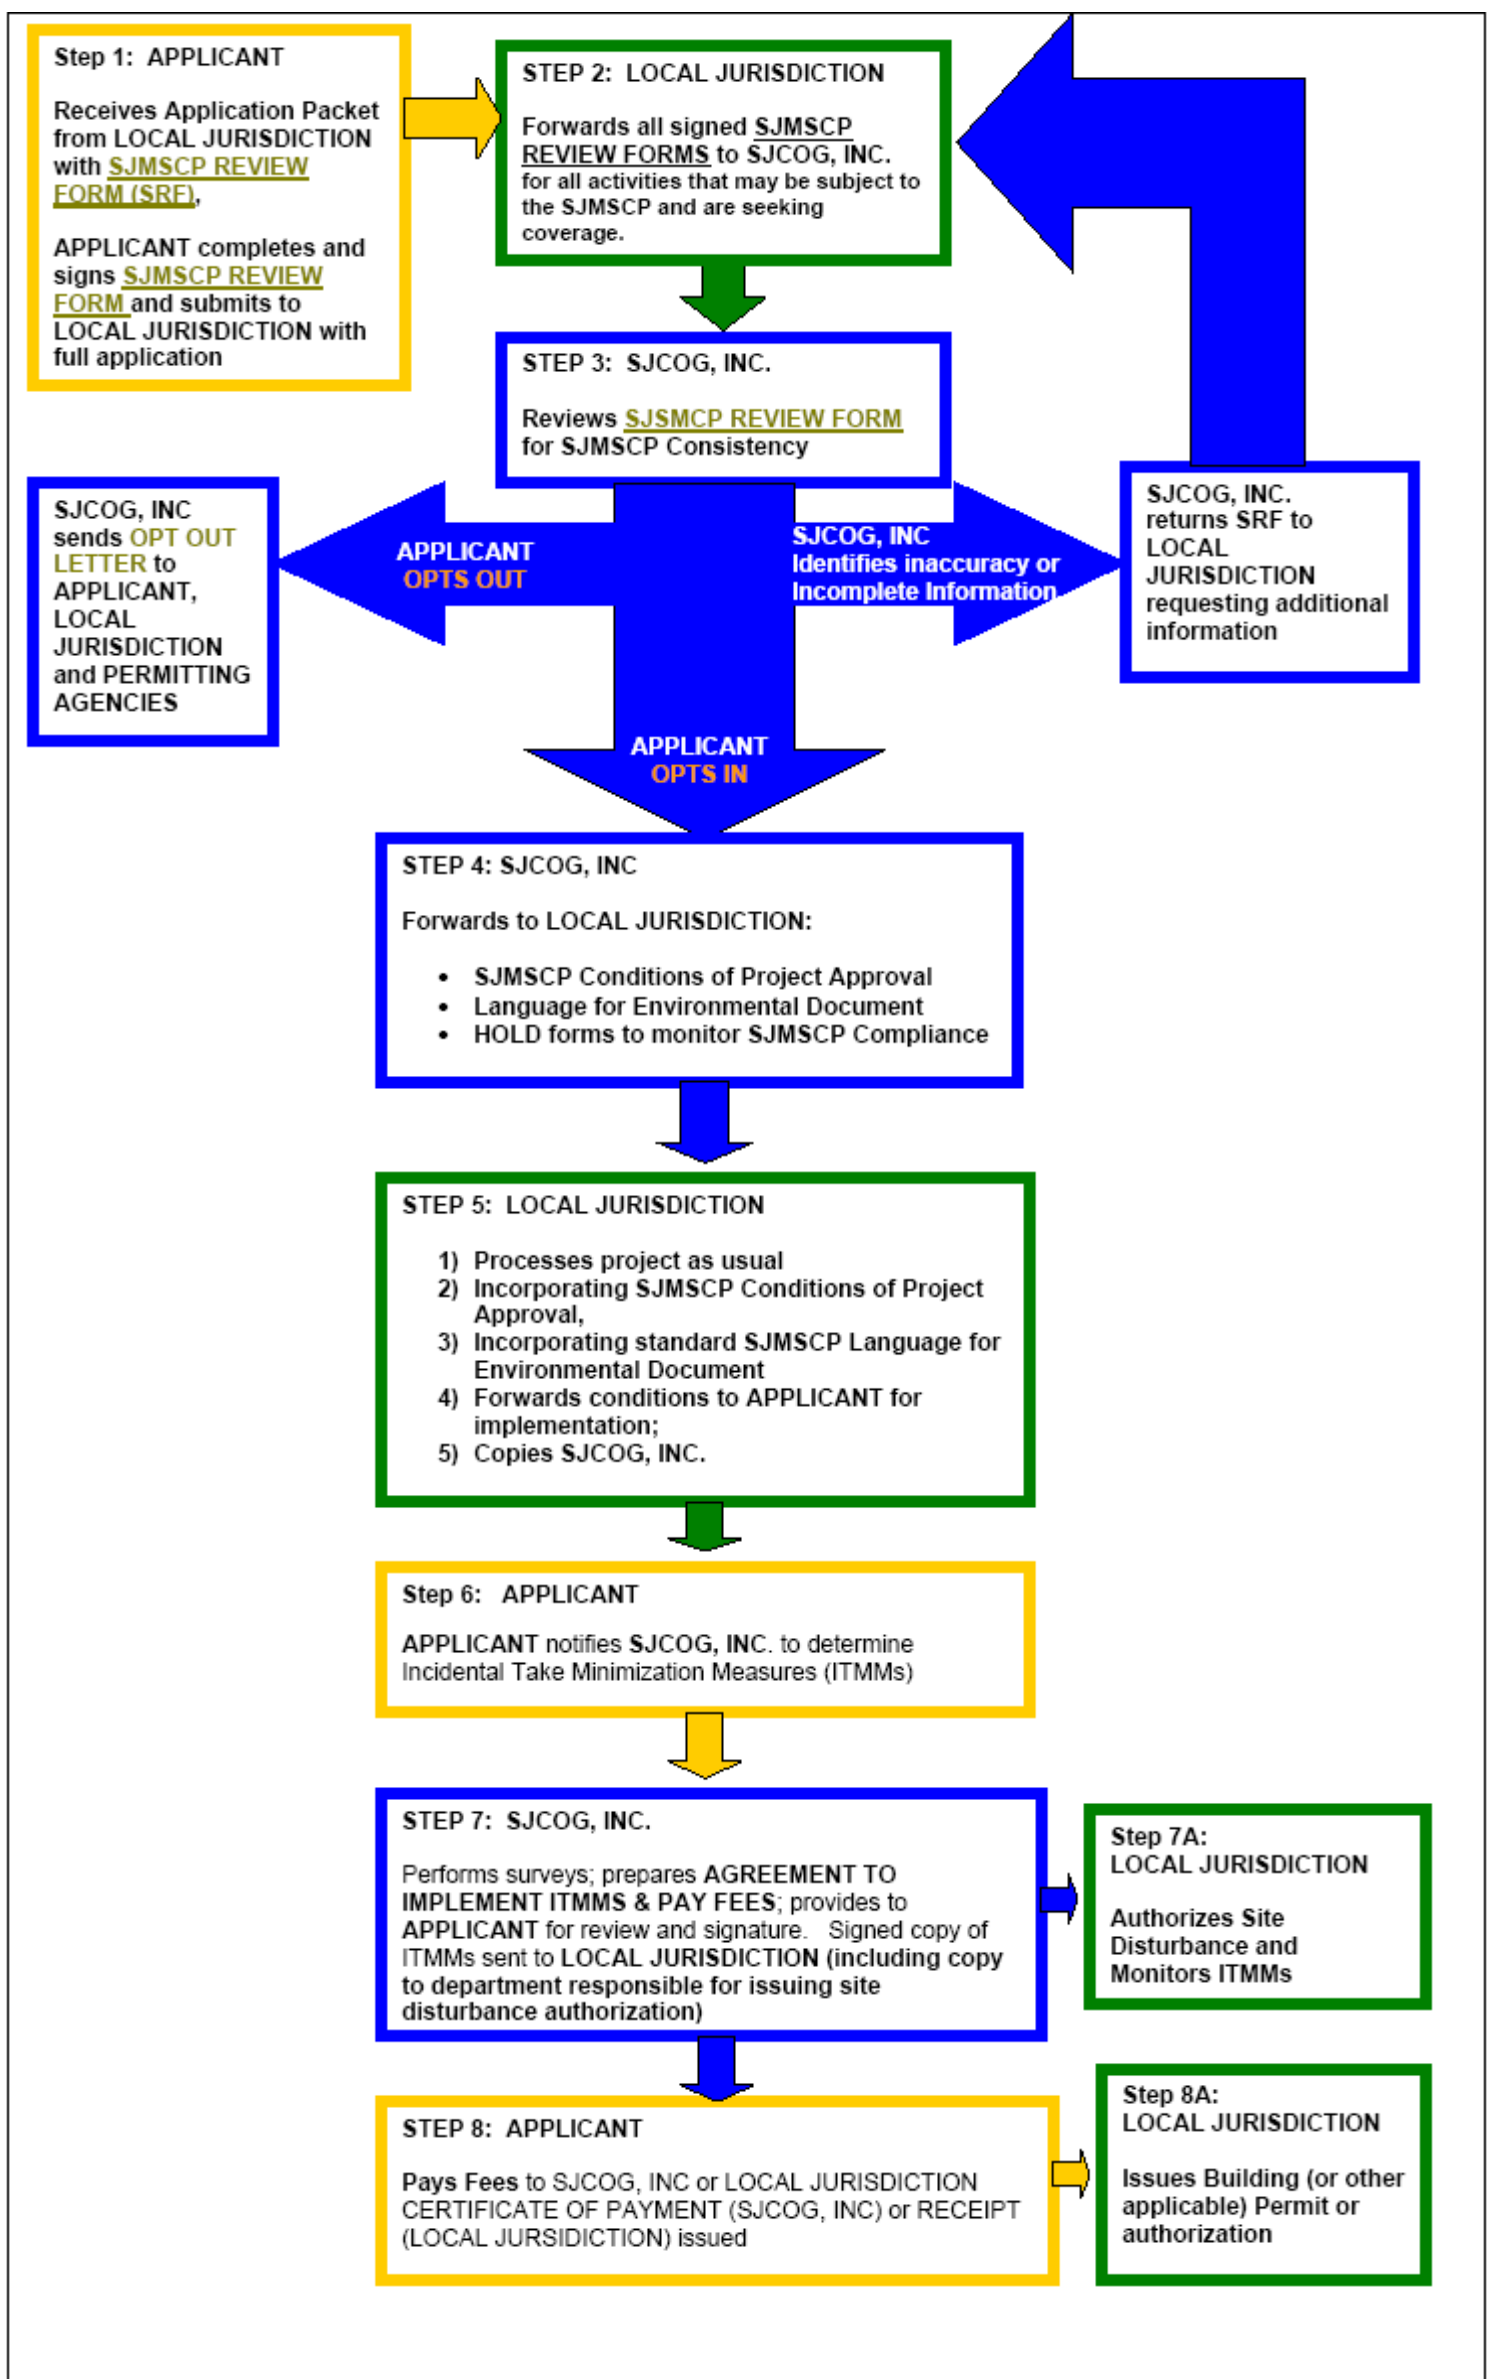 Step 1:  APPLICANT
Receives Application Packet
from LOCAL JURISDICTION
with SJMSCP REVIEW
FORM (SRF),
APPLICANT completes and
signs SJMSCP REVIEW
FORM and submits to
LOCAL JURISDICTION with
full application
STEP 2:  LOCAL JURISDICTION
Forwards all signed SJMSCP
REVIEW FORMS to SJCOG, INC.
for all activities that may be subject to
the SJMSCP and are seeking
coverage.
STEP 3:  SJCOG, INC.
Reviews SJSMCP REVIEW FORM
for SJMSCP Consistency
SJCOG, INC
sends OPT OUT
LETTER to
APPLICANT,
LOCAL
JURISDICTION
and PERMITTING
AGENCIES
APPLICANT
OPTS OUT
SJCOG, INC
Identifies inaccuracy or
Incomplete Information
SJCOG, INC.
returns SRF to
LOCAL
JURISDICTION
requesting additional
information
APPLICANT
OPTS IN
STEP 4: SJCOG, INC
Forwards to LOCAL JURISDICTION:
• SJMSCP Conditions of Project Approval
• Language for Environmental Document
• HOLD forms to monitor SJMSCP Compliance
STEP 5:  LOCAL JURISDICTION
1) Processes project as usual
2) Incorporating SJMSCP Conditions of Project
Approval,
3) Incorporating standard SJMSCP Language for
Environmental Document
4) Forwards conditions to APPLICANT for
implementation;
5) Copies SJCOG, INC.
Step 6:   APPLICANT
APPLICANT notifies SJCOG, INC. to determine
Incidental Take Minimization Measures (ITMMs)
STEP 7:  SJCOG, INC.
Performs surveys; prepares AGREEMENT TO
IMPLEMENT ITMMS & PAY FEES; provides to
APPLICANT for review and signature.   Signed copy of
ITMMs sent to LOCAL JURISDICTION (including copy
to department responsible for issuing site
disturbance authorization)
Step 7A:
LOCAL JURISDICTION
Authorizes Site
Disturbance and
Monitors ITMMs
STEP 8:  APPLICANT
Pays Fees to SJCOG, INC or LOCAL JURISDICTION
CERTIFICATE OF PAYMENT (SJCOG, INC) or RECEIPT
(LOCAL JURSIDICTION) issued
Step 8A:
LOCAL JURISDICTION
Issues Building (or other
applicable) Permit or
authorization